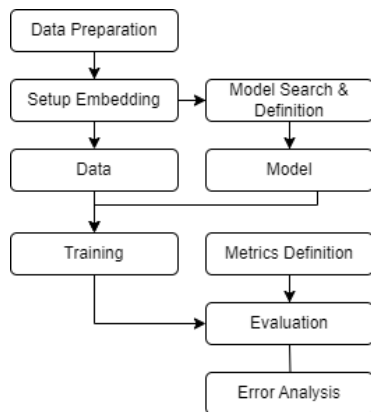 Data Preparation
Setup Embedding
Model Search &
Definition
Data
Model
Training
Metrics Definition
Evaluation
Error Analysis